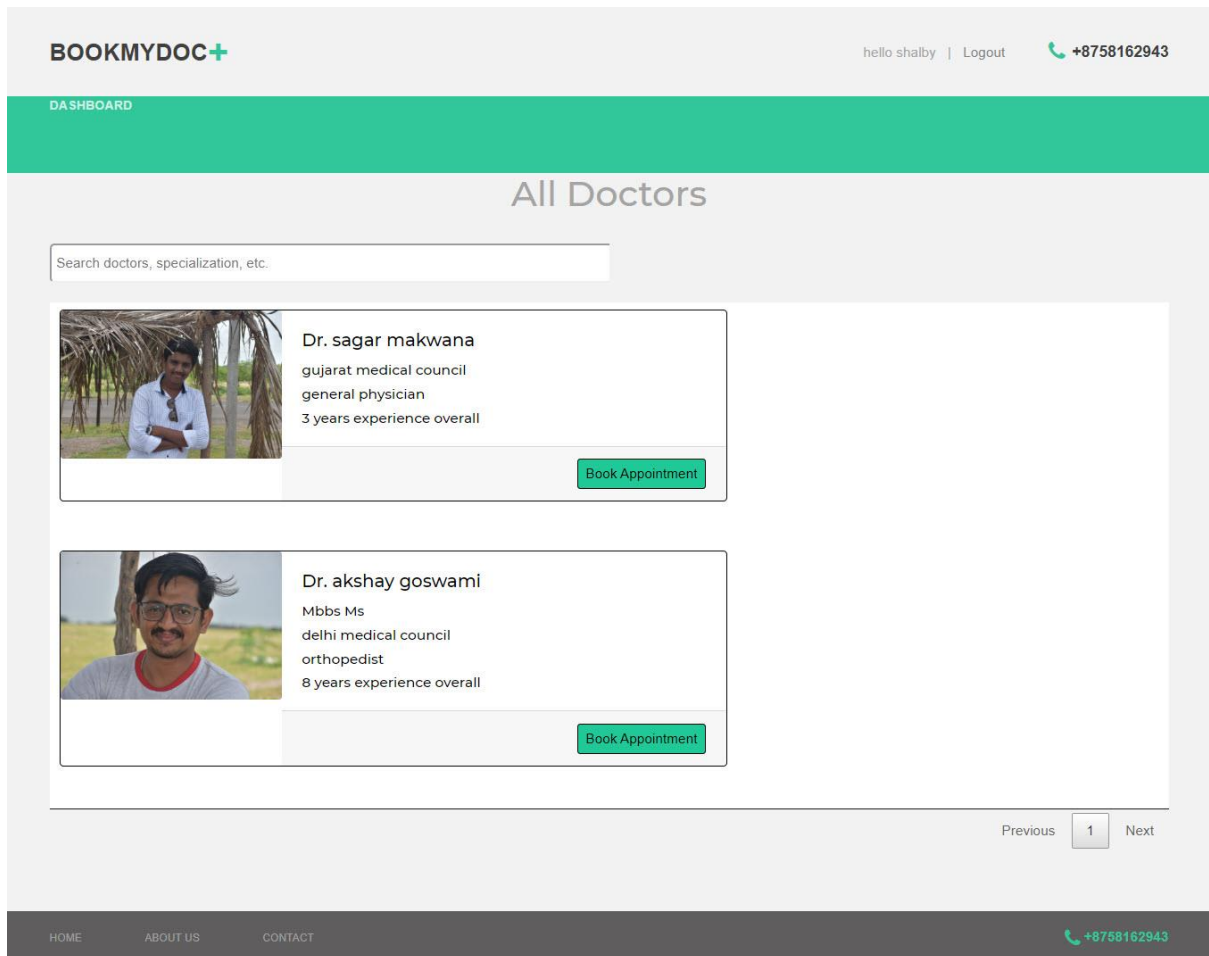 BOOKMYDOC+
hello shalby | Logout +8758162943
DASHBOARD
All Doctors
Search doctors, specialization, etc.
Dr. sagar makwana
gujarat medical council
general physician
3 years experience overall
Book Appointment
Dr. akshay goswami
Mbbs Ms
delhi medical council
orthopedist
8 years experience overall
Book Appointment
Previous 1 Next
HOME ABOUT US CONTACT +8758162943